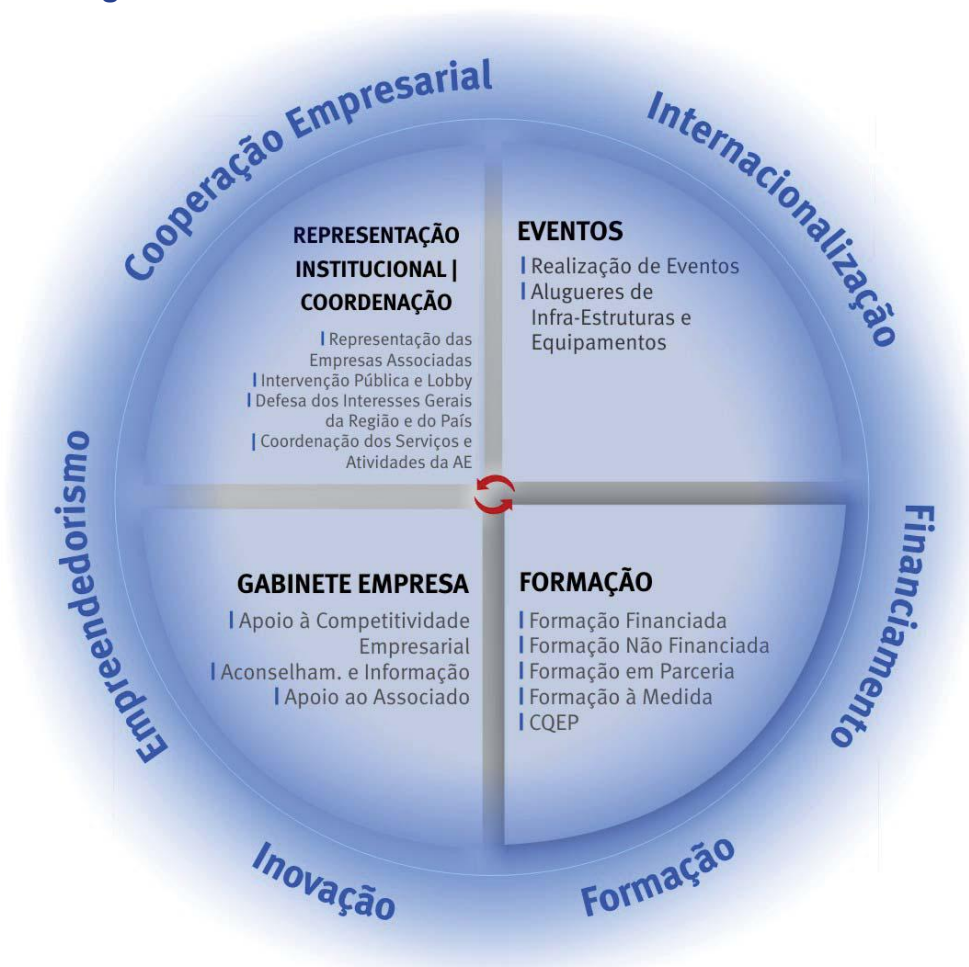 Cooperação Empresarial
Internacionalização
REPRESENTAÇÃO
INSTITUCIONAL |
COORDENAÇÃO
Representação das
Empresas Associadas
Intervenção Pública e Lobby
Defesa dos Interesses Gerais
da Região e do País
Coordenação dos Serviços e
Atividades da AE
EVENTOS
Realização de Eventos
Alugueres de
Infra-Estruturas e
Equipamentos
Empreendedorismo
Financiamento
GABINETE EMPRESA
Apoio à Competitividade
Empresarial
Aconselham. e Informação
Apoio ao Associado
FORMAÇÃO
Formação Financiada
Formação Não Financiada
Formação em Parceria
Formação à Medida
CQEP
Inovação
Formação